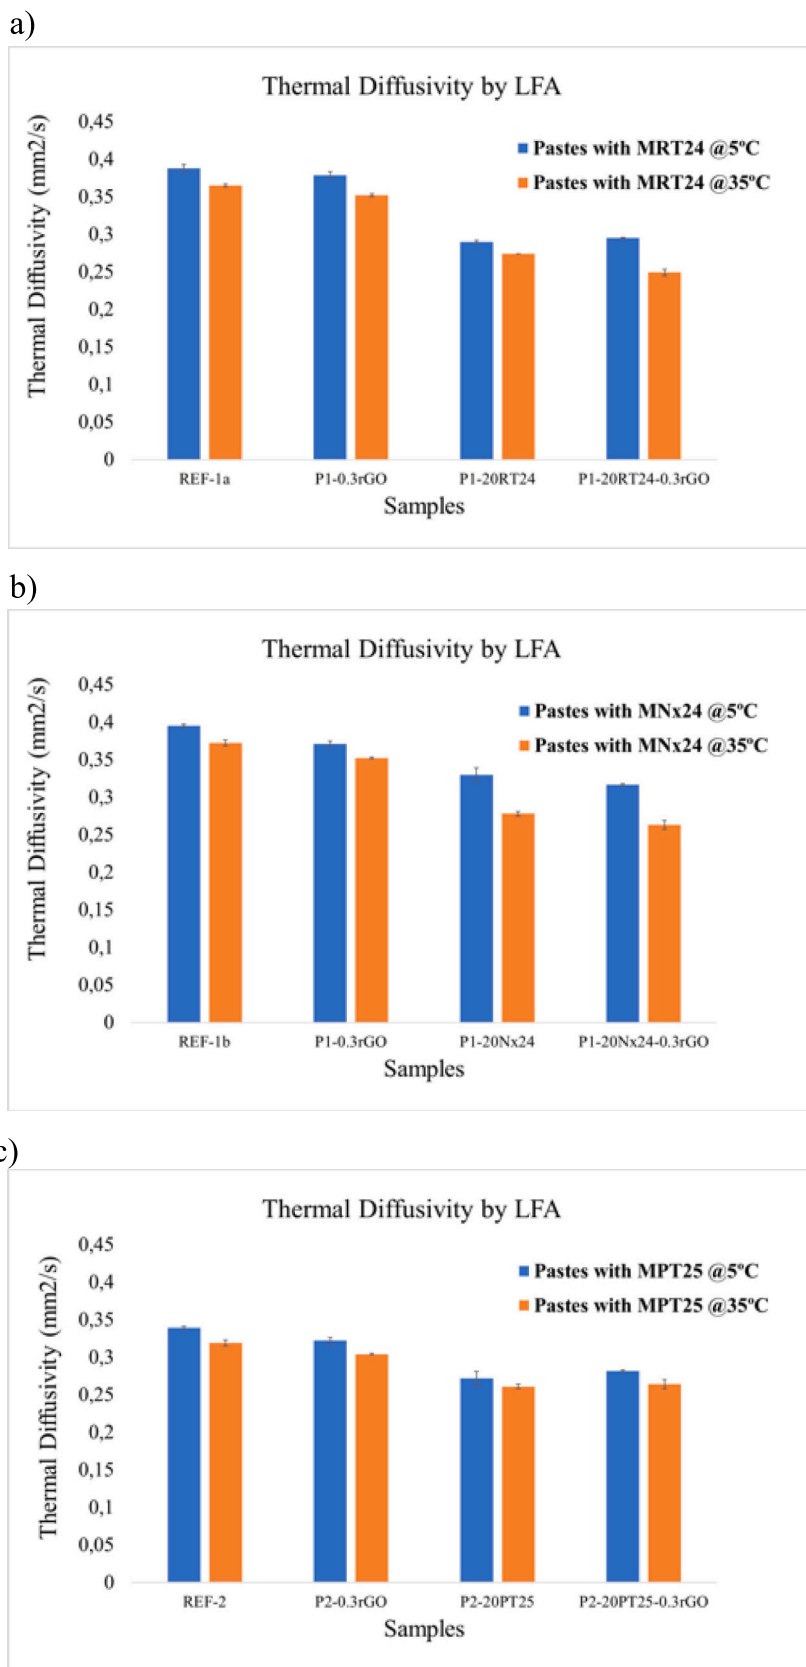 a)
Thermal Diffusivity by LFA
Thermal Diffusivity (mm2/s)
0,45
0,4
0,35
0,3
0,25
0,2
0,15
0,1
0,05
0
Pastes with MRT24 @5ºC
Pastes with MRT24 @35ºC
REF-1a P1-0.3rGO P1-20RT24 P1-20RT24-0.3rGO
Samples
b)
Thermal Diffusivity by LFA
Thermal Diffusivity (mm2/s)
0,45
0,4
0,35
0,3
0,25
0,2
0,15
0,1
0,05
0
Pastes with MNx24 @5ºC
Pastes with MNx24 @35ºC
REF-1b P1-0.3rGO P1-20Nx24 P1-20Nx24-0.3rGO
Samples
c)
Thermal Diffusivity by LFA
Thermal Diffusivity (mm2/s)
0,45
0,4
0,35
0,3
0,25
0,2
0,15
0,1
0,05
0
Pastes with MPT25 @5ºC
Pastes with MPT25 @35ºC
REF-2 P2-0.3rGO P2-20PT25 P2-20PT25-0.3rGO
Samples